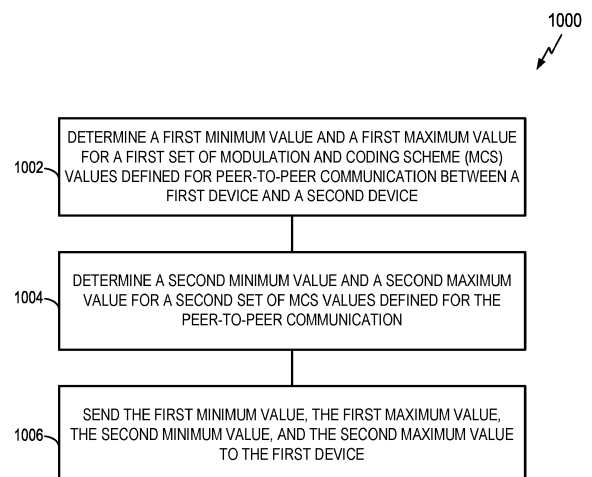 1000
1002
DETERMINE A FIRST MINIMUM VALUE AND A FIRST MAXIMUM VALUE
FOR A FIRST SET OF MODULATION AND CODING SCHEME (MCS)
VALUES DEFINED FOR PEER-TO-PEER COMMUNICATION BETWEEN A
FIRST DEVICE AND A SECOND DEVICE
1004
DETERMINE A SECOND MINIMUM VALUE AND A SECOND MAXIMUM
VALUE FOR A SECOND SET OF MCS VALUES DEFINED FOR THE
PEER-TO-PEER COMMUNICATION
1006
SEND THE FIRST MINIMUM VALUE, THE FIRST MAXIMUM VALUE,
THE SECOND MINIMUM VALUE, AND THE SECOND MAXIMUM VALUE
TO THE FIRST DEVICE